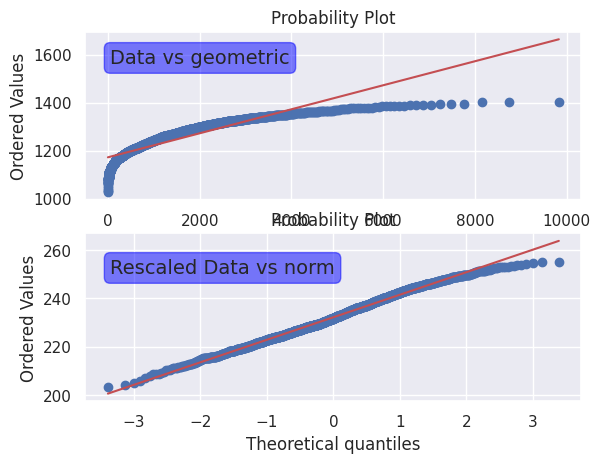 Probability Plot
Data vs geometric
Ordered Values
1600
1400
1200
1000
0 2000 4000 6000 8000 10000
Probability Plot
Rescaled Data vs norm
Ordered Values
260
240
220
200
−3 −2 −1 0 1 2 3
Theoretical quantiles